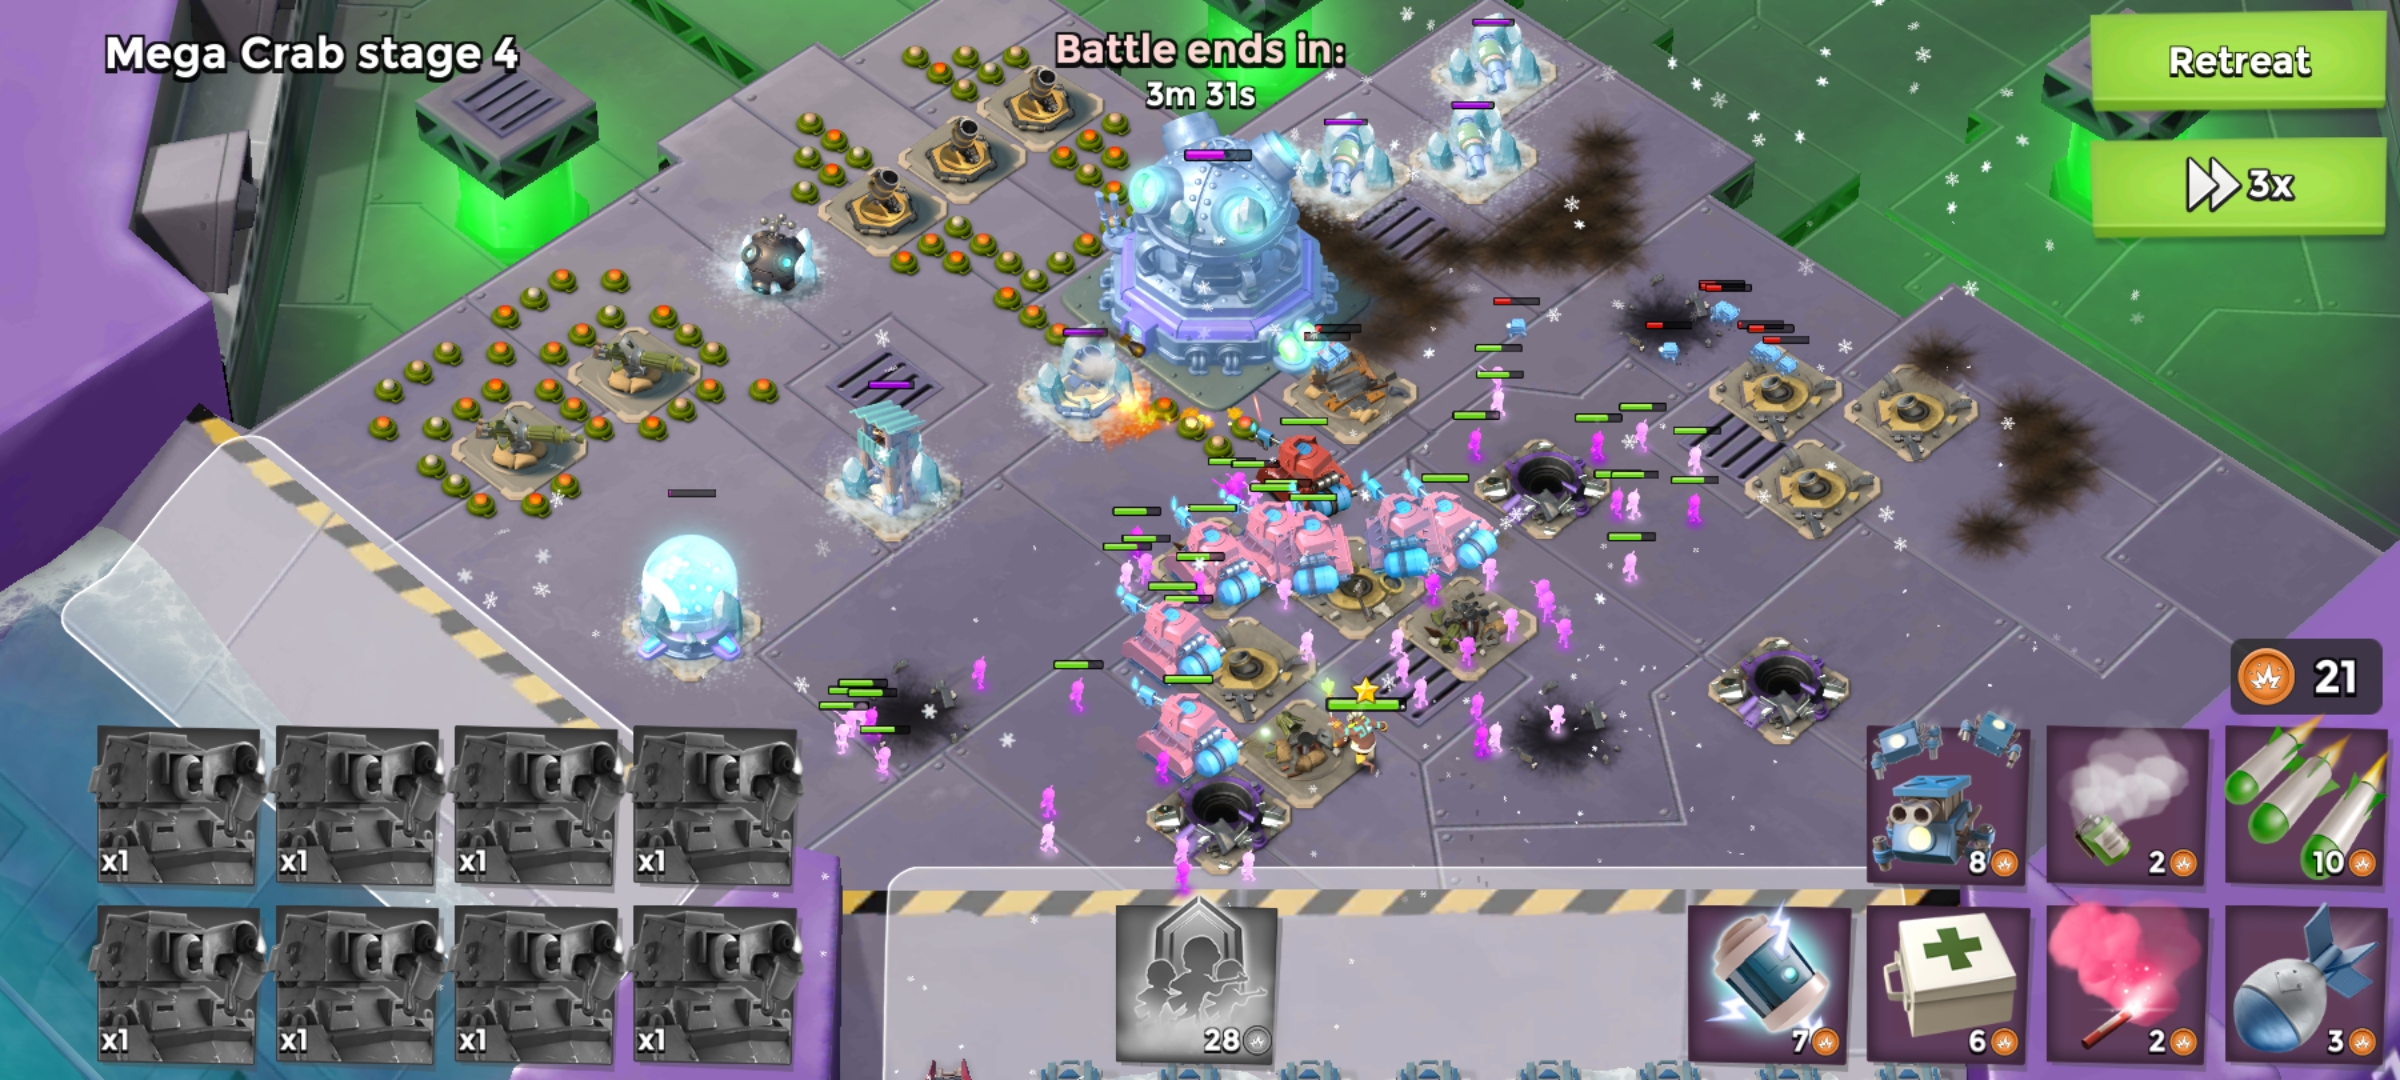 Mega Crab stage 4
Battle ends in:
3m 31s
Retreat
3x
21
8
2
10
x1
x1
x1
x1
x1
x1
x1
x1
28
7
6
2
3